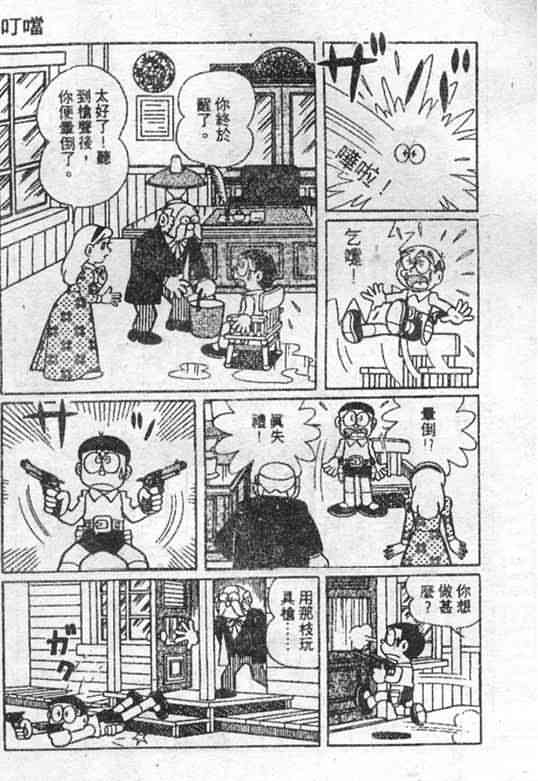 叮噹
ザバ
嘩啦！
你終於
醒了。
太好了！聽
到槍聲後，
你便暈倒了。
乞嚏！
暈倒!?
真失
禮！
ザッ
你想
做甚
麼？
用那枝玩
具槍……
ガク